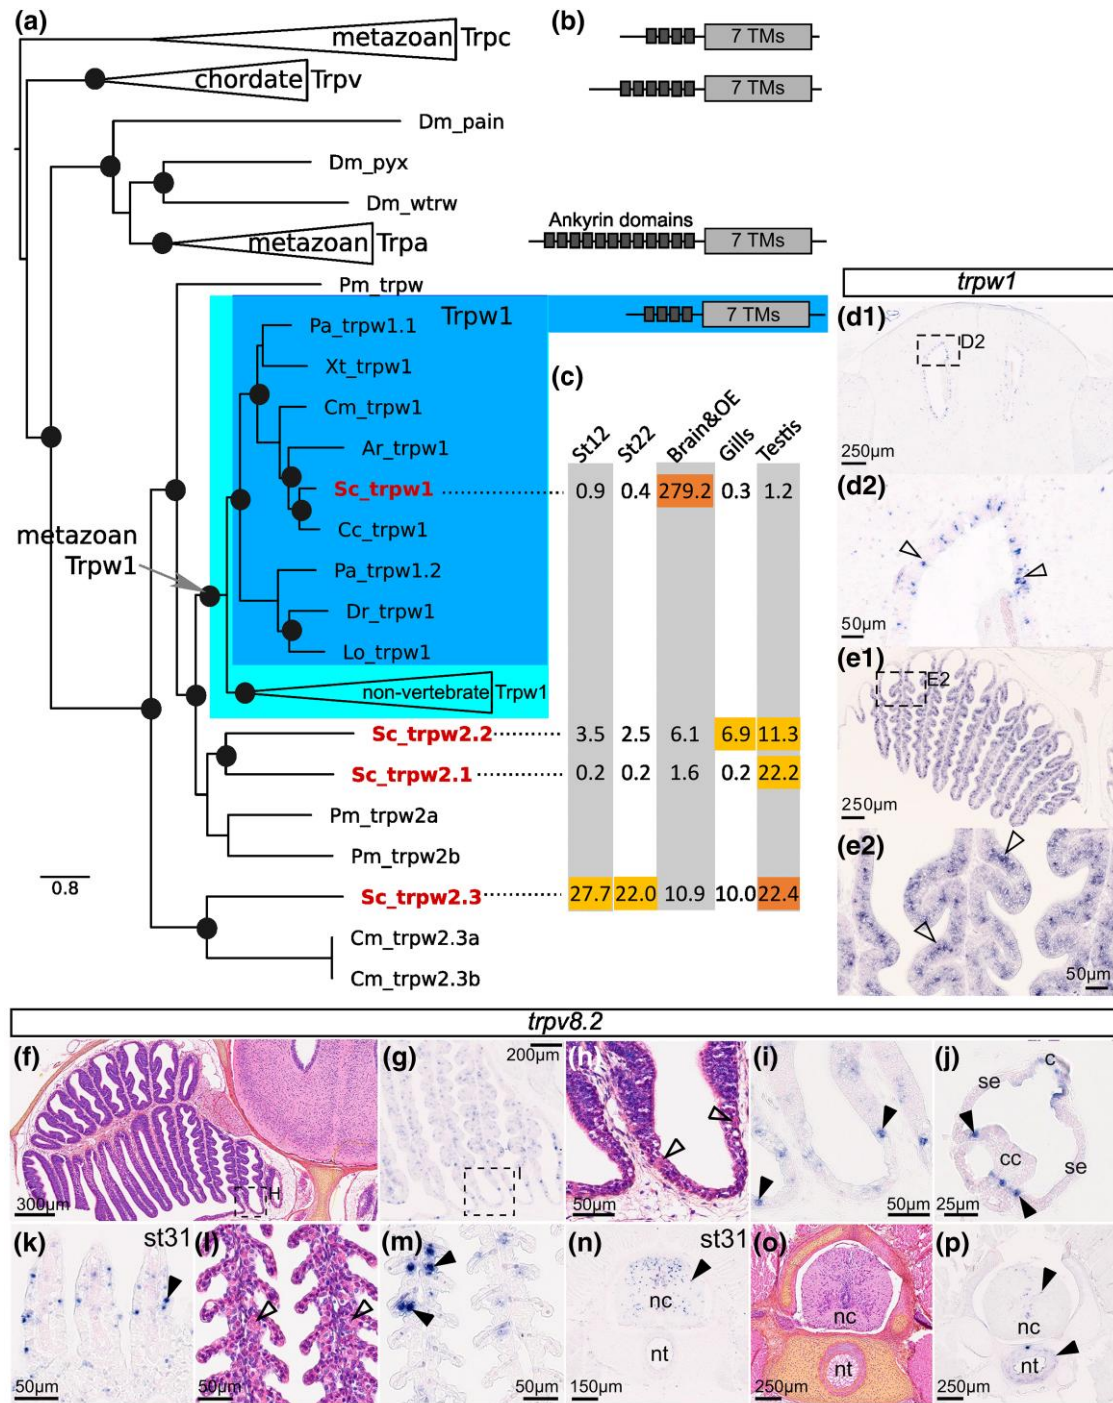 (a)
metazoan Trpc
chordate Trpv
Dm_pain
Dm_pyx
Dm_wtrw
metazoan Trpa
Pm_trpw
Trpw1
Pa_trpw1.1
Xt_trpw1
Cm_trpw1
Ar_trpw1
Sc_trpw1
Cc_trpw1
metazoan
Trpw1
Pa_trpw1.2
Dr_trpw1
Lo_trpw1
non-vertebrate Trpw1
Sc_trpw2.2
Sc_trpw2.1
Pm_trpw2a
Pm_trpw2b
0.8
Sc_trpw2.3
Cm_trpw2.3a
Cm_trpw2.3b
(b)
7 TMs
7 TMs
Ankyrin domains
7 TMs
7 TMs
(c)
St12 St22 Brain&OE Gills Testis
0.9 0.4 279.2 0.3 1.2
3.5 2.5 6.1 6.9 11.3
0.2 0.2 1.6 0.2 22.2
27.7 22.0 10.9 10.0 22.4
trpw1
(d1)
D2
250µm
(d2)
50µm
(e1)
E2
250µm
(e2)
50µm
trpv8.2
(f)
H
300µm
(g)
200µm
I
(h)
50µm
(i)
50µm
(j)
c
se
cc
se
25µm
(k)
st31
50µm
(l)
50µm
(m)
50µm
(n)
st31
nc
nt
150µm
(o)
nc
nt
250µm
(p)
nc
nt
250µm